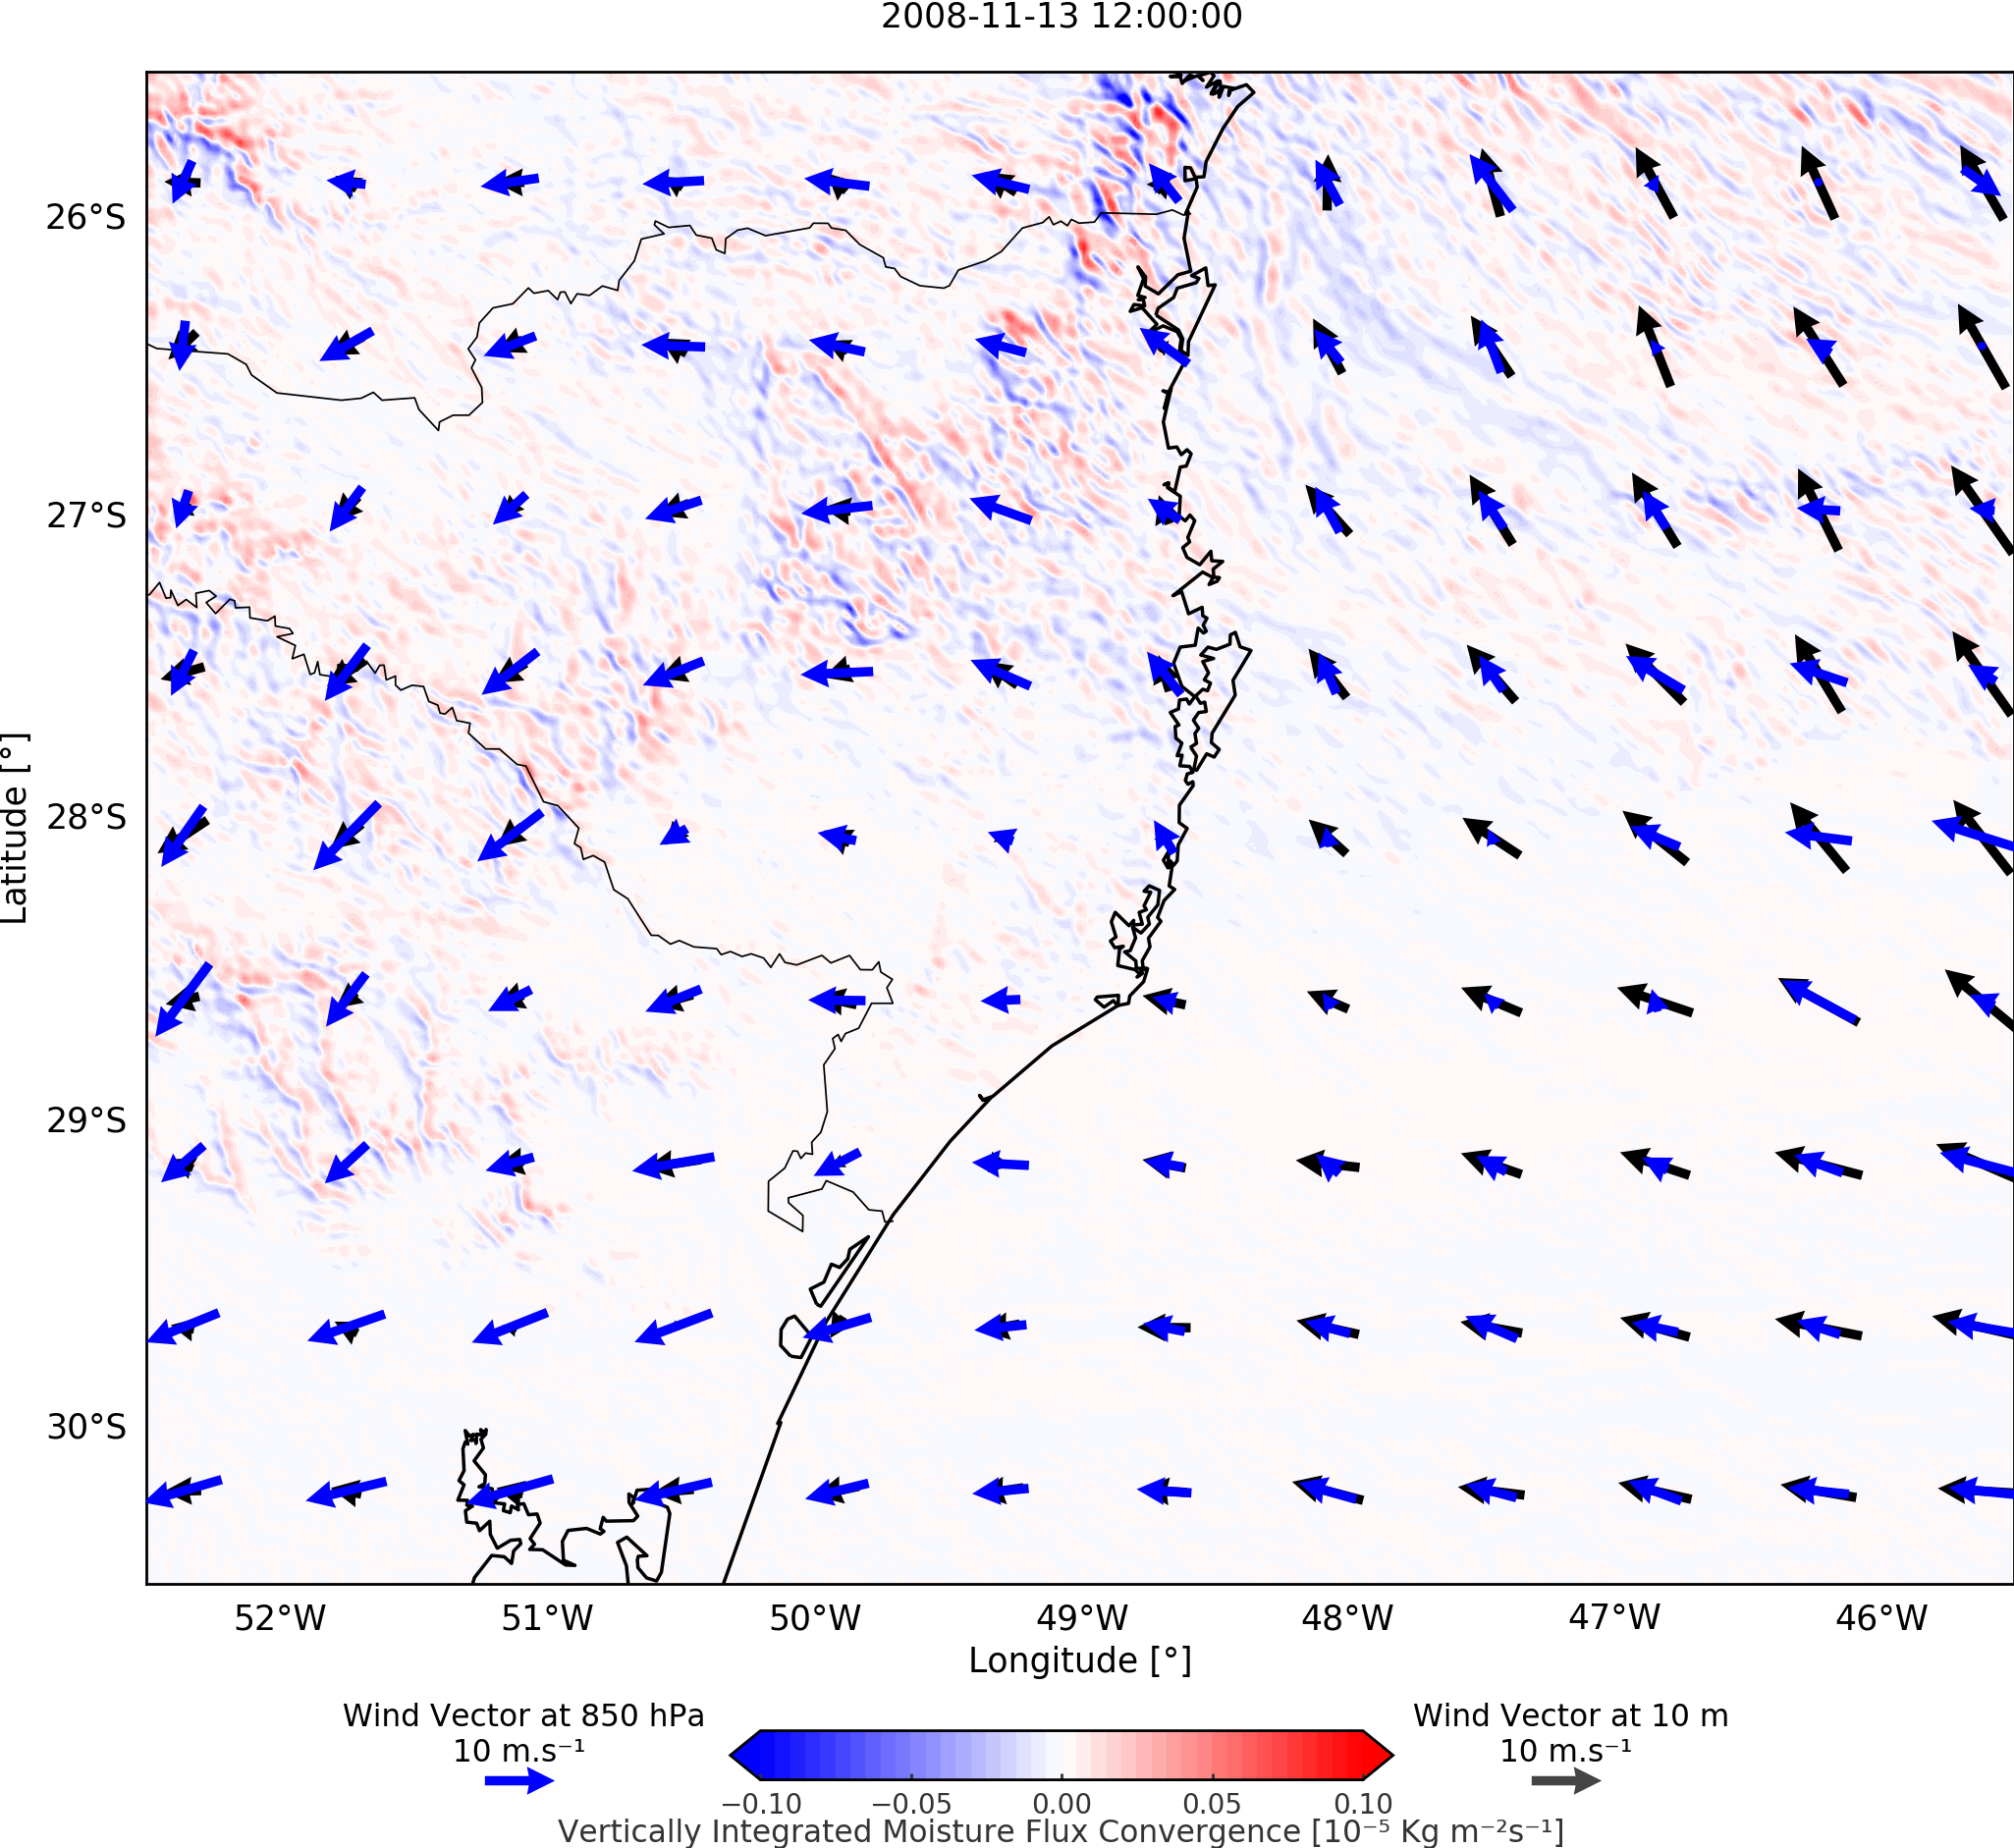 2008-11-13 12:00:00
26°S
27°S
28°S
29°S
30°S
Latitude [°]
52°W 51°W 50°W 49°W 48°W 47°W 46°W
Longitude [°]
Wind Vector at 850 hPa
10 m.s⁻¹
Wind Vector at 10 m
10 m.s⁻¹
−0.10 −0.05 0.00 0.05 0.10
Vertically Integrated Moisture Flux Convergence [10⁻⁵ Kg m⁻²s⁻¹]